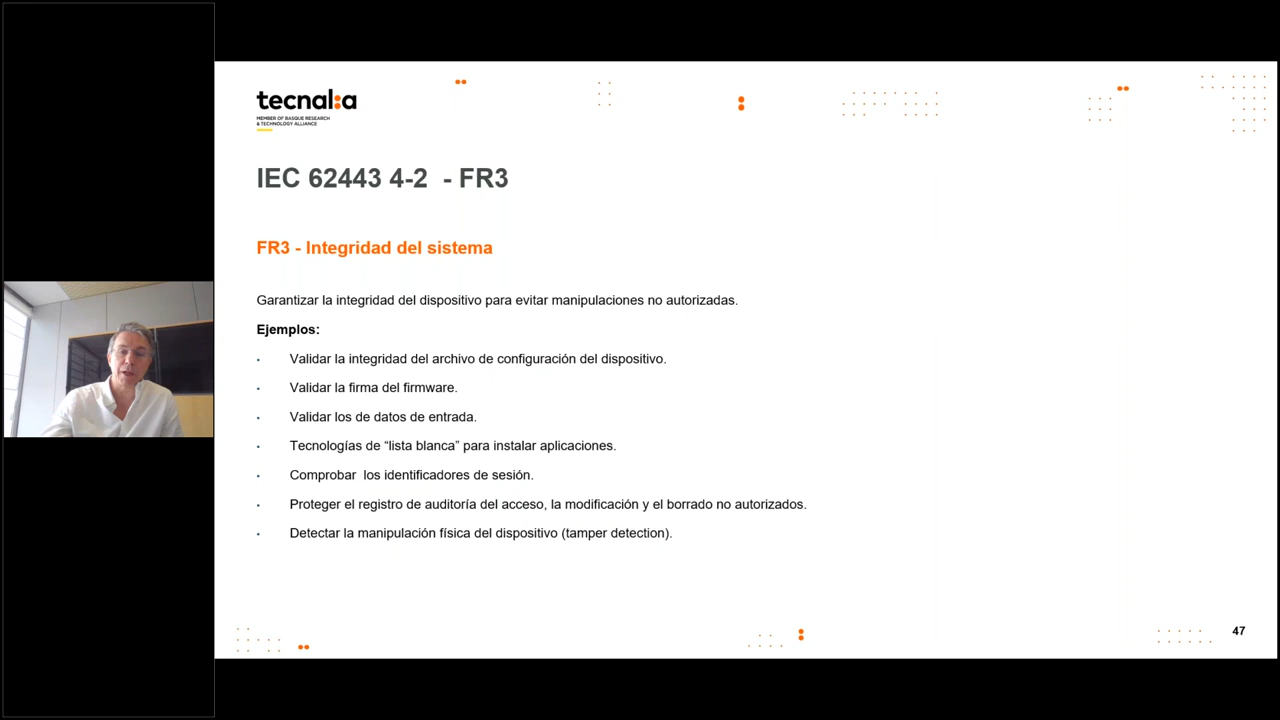 tecnalia
MEMBER OF BASQUE RESEARCH
& TECHNOLOGY ALLIANCE
IEC 62443 4-2 - FR3
FR3 - Integridad del sistema
Garantizar la integridad del dispositivo para evitar manipulaciones no autorizadas.
Ejemplos:
• Validar la integridad del archivo de configuración del dispositivo.
• Validar la firma del firmware.
• Validar los de datos de entrada.
• Tecnologías de “lista blanca” para instalar aplicaciones.
• Comprobar los identificadores de sesión.
• Proteger el registro de auditoría del acceso, la modificación y el borrado no autorizados.
• Detectar la manipulación física del dispositivo (tamper detection).
47